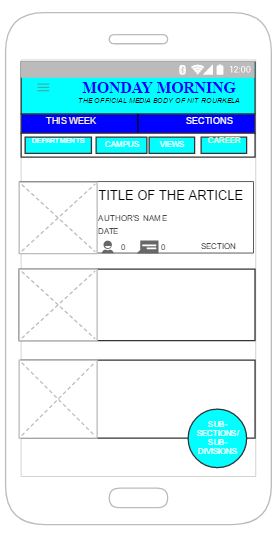 12:00
MONDAY MORNING
THE OFFICIAL MEDIA BODY OF NIT ROURKELA
THIS WEEK SECTIONS
DEPARTMENTS CAMPUS VIEWS CAREER
TITLE OF THE ARTICLE
AUTHOR'S NAME
DATE
0 0 SECTION
SUB-
SECTIONS/
SUB-
DIVISIONS